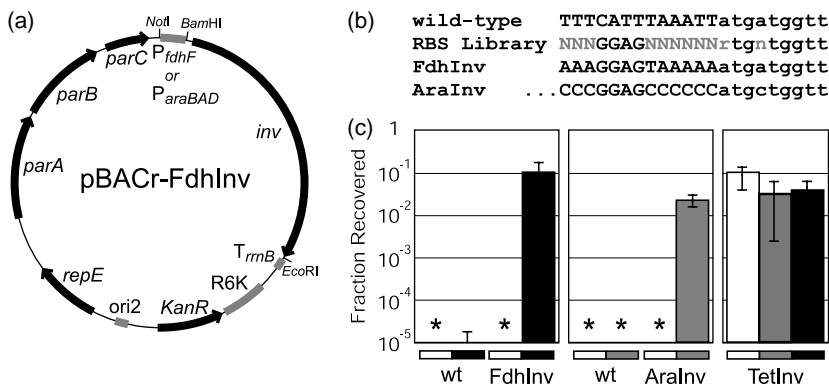 (a)
NotI
BamHI
parC
PfdhF
or
ParaBAD
parB
inv
parA
pBACr-FdhInv
TrrnB
EcoRI
R6K
repE
ori2
KanR
(b)
wild-type TTTCATTTAAATTatgatggtt
RBS Library NNNGGAGNNNNNNrtgntggtt
FdhInv AAAGGAGTAAAAAatgatggtt
AraInv ...CCCGGAGCCCCCCatgctggtt
(c)
Fraction Recovered
1
10-1
10-2
10-3
10-4
10-5
* * * * *
wt FdhInv wt AraInv TetInv